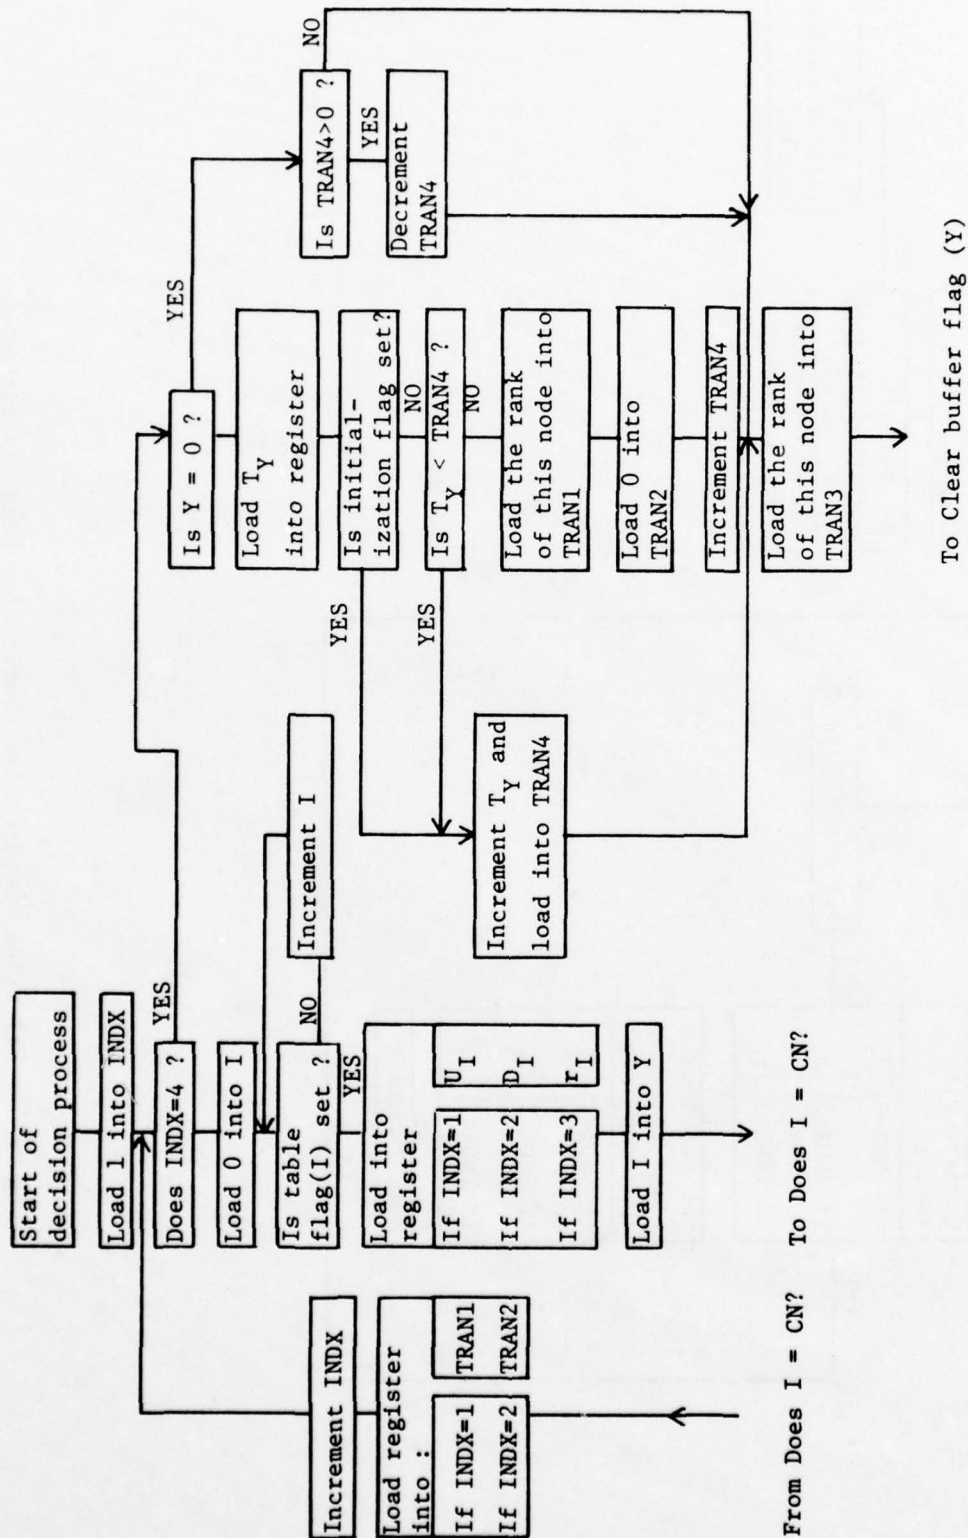 Start of
decision process
Load 1 into INDX
Does INDX=4 ?
YES
Load 0 into I
Is table
flag(I) set ?
NO
Increment I
YES
Load into
register
If INDX=1 U_I
If INDX=2 D_I
If INDX=3 r_I
Load I into Y
To Does I = CN?
Increment INDX
Load register
into :
If INDX=1 TRAN1
If INDX=2 TRAN2
From Does I = CN?
Is Y = 0 ?
YES
Load T_Y
into register
Is initial-
ization flag set?
YES
NO
Is T_Y < TRAN4 ?
YES
NO
Increment T_Y and
load into TRAN4
Load the rank
of this node into
TRAN1
Load 0 into
TRAN2
Increment TRAN4
Load the rank
of this node into
TRAN3
To Clear buffer flag (Y)
Is TRAN4>0 ?
NO
YES
Decrement
TRAN4